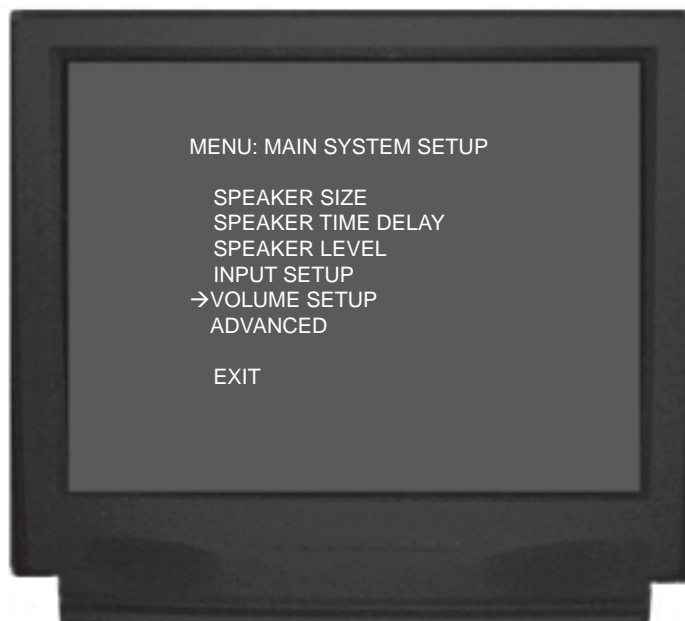 MENU: MAIN SYSTEM SETUP
SPEAKER SIZE
SPEAKER TIME DELAY
SPEAKER LEVEL
INPUT SETUP
→VOLUME SETUP
ADVANCED
EXIT